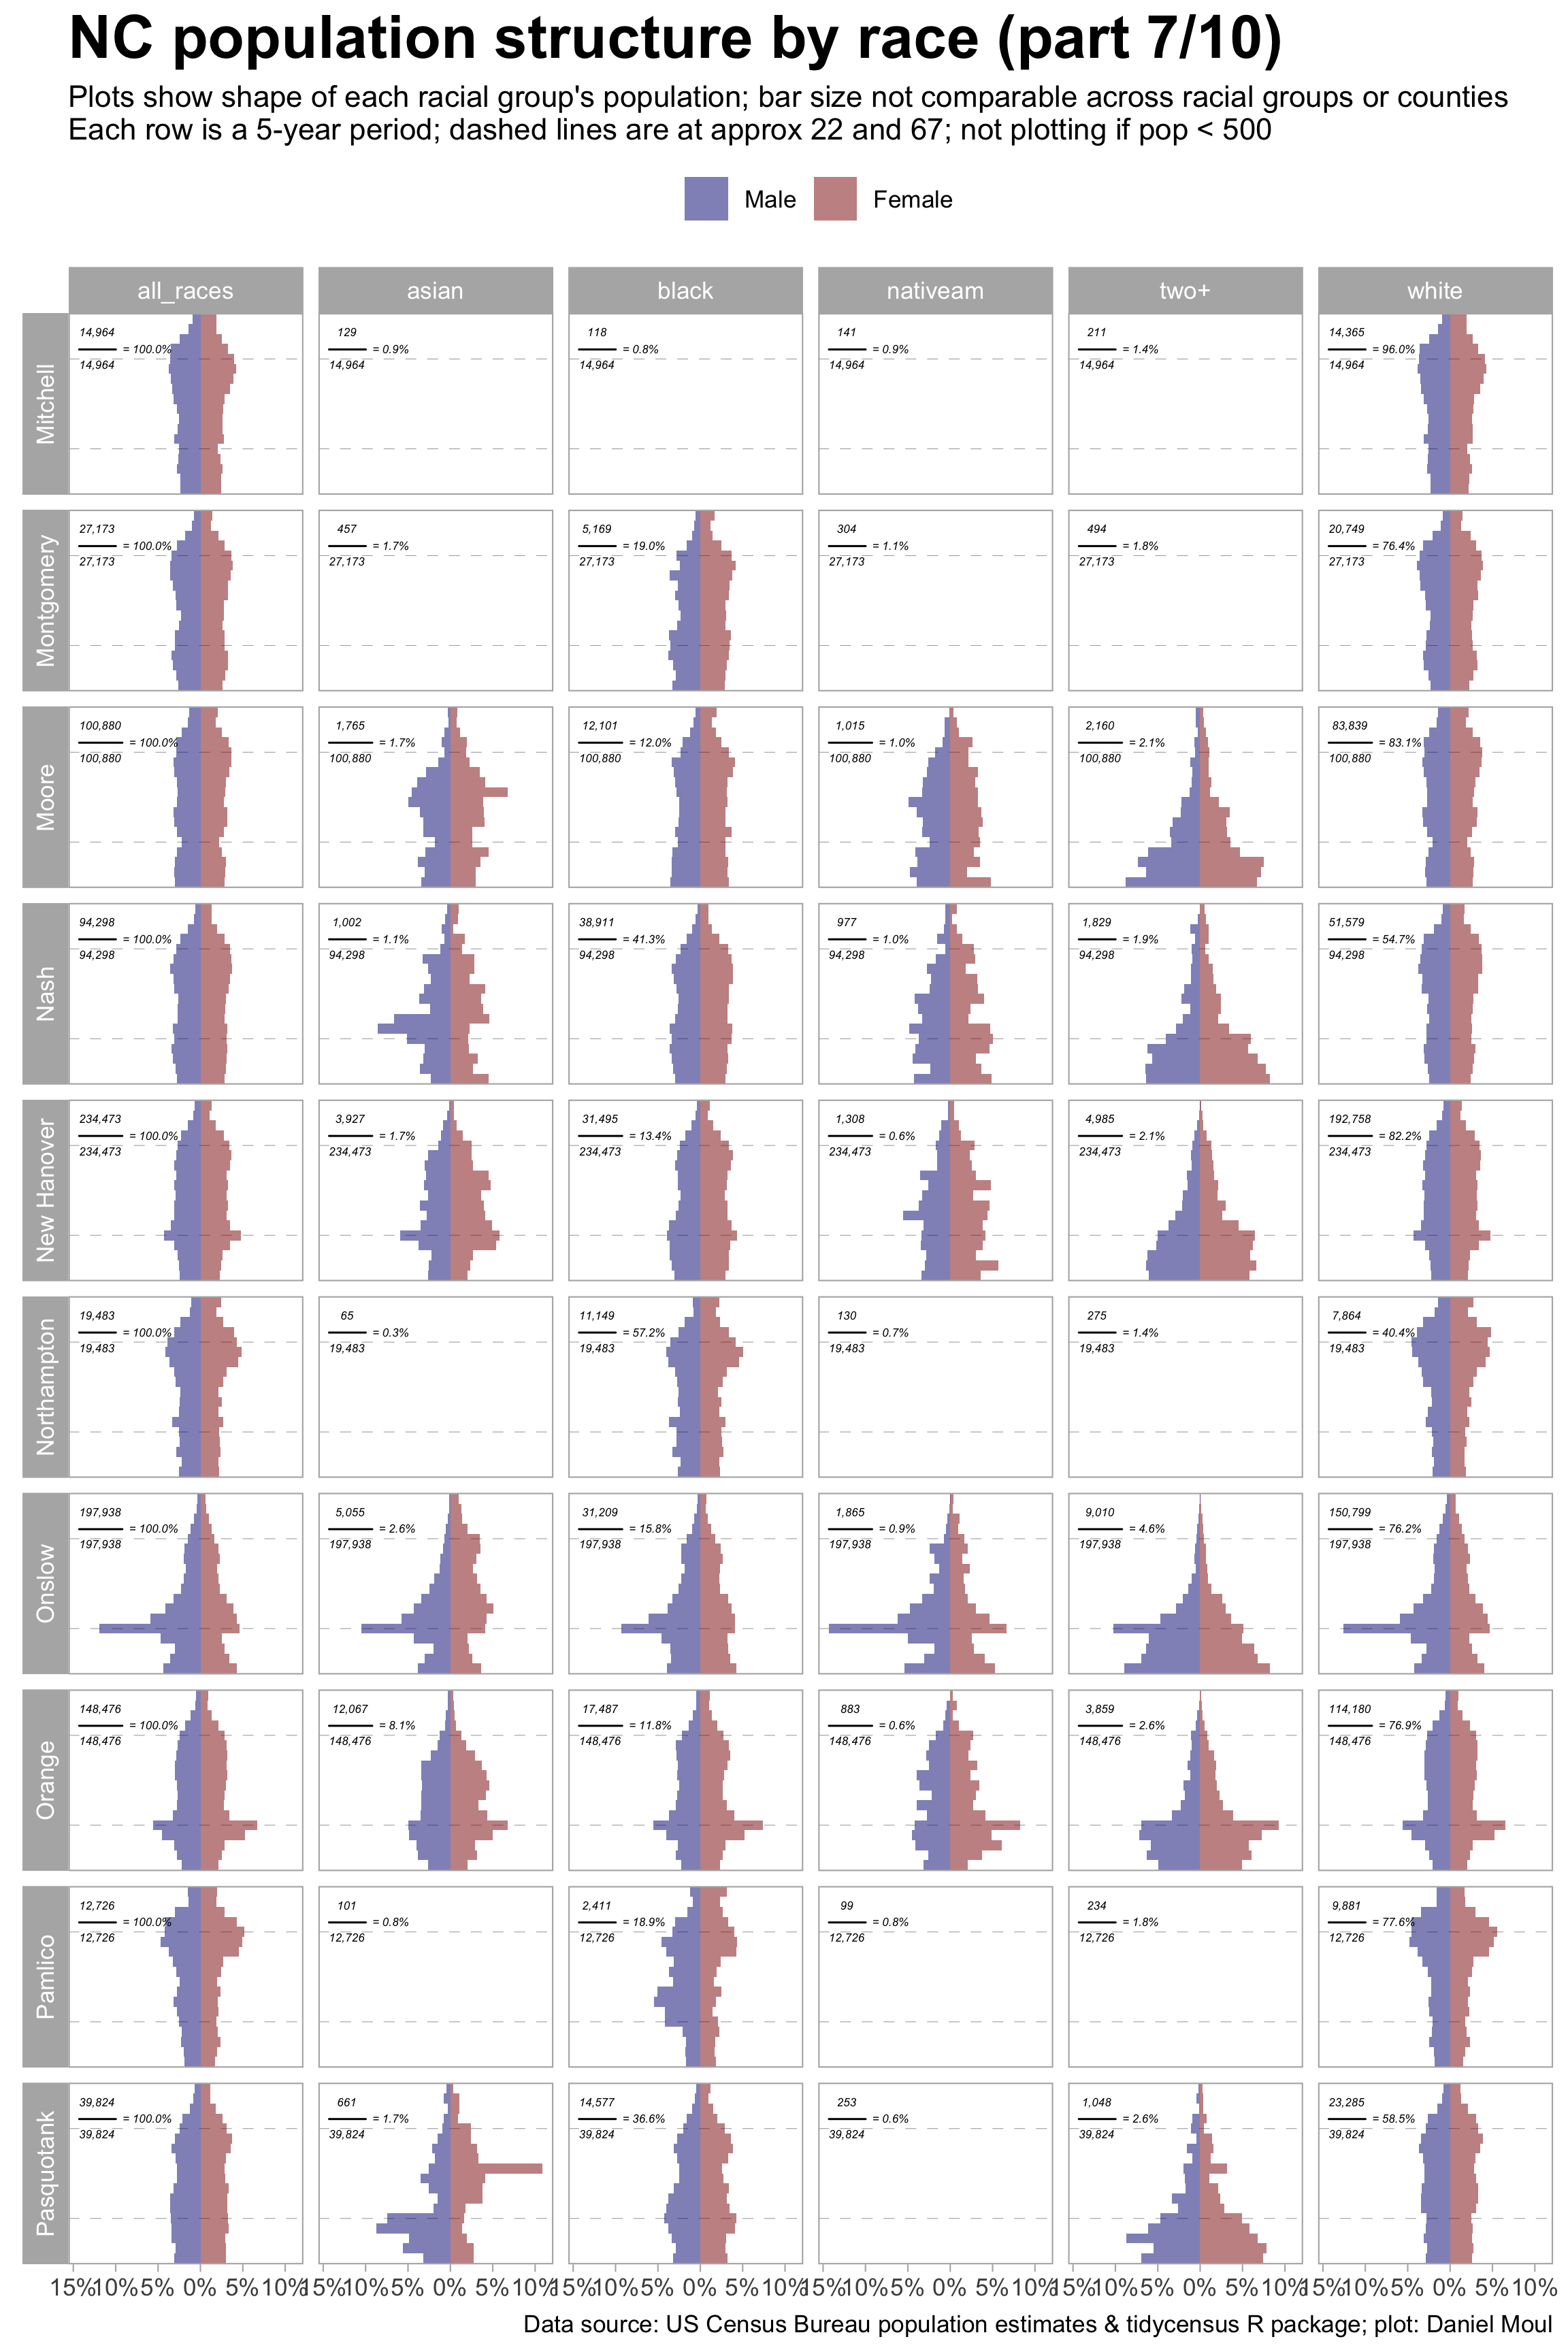 NC population structure by race (part 7/10)
Plots show shape of each racial group's population; bar size not comparable across racial groups or counties
Each row is a 5-year period; dashed lines are at approx 22 and 67; not plotting if pop < 500
Male Female
all_races asian black nativeam two+ white
Mitchell
14,964 129 118 141 211 14,365
= 100.0% = 0.9% = 0.8% = 0.9% = 1.4% = 96.0%
14,964 14,964 14,964 14,964 14,964 14,964
Montgomery
27,173 457 5,169 304 494 20,749
= 100.0% = 1.7% = 19.0% = 1.1% = 1.8% = 76.4%
27,173 27,173 27,173 27,173 27,173 27,173
Moore
100,880 1,765 12,101 1,015 2,160 83,839
= 100.0% = 1.7% = 12.0% = 1.0% = 2.1% = 83.1%
100,880 100,880 100,880 100,880 100,880 100,880
Nash
94,298 1,002 38,911 977 1,829 51,579
= 100.0% = 1.1% = 41.3% = 1.0% = 1.9% = 54.7%
94,298 94,298 94,298 94,298 94,298 94,298
New Hanover
234,473 3,927 31,495 1,308 4,985 192,758
= 100.0% = 1.7% = 13.4% = 0.6% = 2.1% = 82.2%
234,473 234,473 234,473 234,473 234,473 234,473
Northampton
19,483 65 11,149 130 275 7,864
= 100.0% = 0.3% = 57.2% = 0.7% = 1.4% = 40.4%
19,483 19,483 19,483 19,483 19,483 19,483
Onslow
197,938 5,055 31,209 1,865 9,010 150,799
= 100.0% = 2.6% = 15.8% = 0.9% = 4.6% = 76.2%
197,938 197,938 197,938 197,938 197,938 197,938
Orange
148,476 12,067 17,487 883 3,859 114,180
= 100.0% = 8.1% = 11.8% = 0.6% = 2.6% = 76.9%
148,476 148,476 148,476 148,476 148,476 148,476
Pamlico
12,726 101 2,411 99 234 9,881
= 100.0% = 0.8% = 18.9% = 0.8% = 1.8% = 77.6%
12,726 12,726 12,726 12,726 12,726 12,726
Pasquotank
39,824 661 14,577 253 1,048 23,285
= 100.0% = 1.7% = 36.6% = 0.6% = 2.6% = 58.5%
39,824 39,824 39,824 39,824 39,824 39,824
15% 10% 5% 0% 5% 10% 15% 10% 5% 0% 5% 10% 15% 10% 5% 0% 5% 10% 15% 10% 5% 0% 5% 10% 15% 10% 5% 0% 5% 10% 15% 10% 5% 0% 5% 10%
Data source: US Census Bureau population estimates & tidycensus R package; plot: Daniel Moul